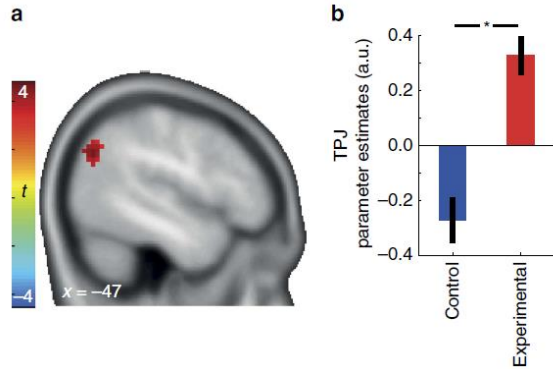 a
4
t
–4
x = –47
b
*
TPJ
parameter estimates (a.u.)
0.4
0.2
0.0
–0.2
–0.4
Control
Experimental